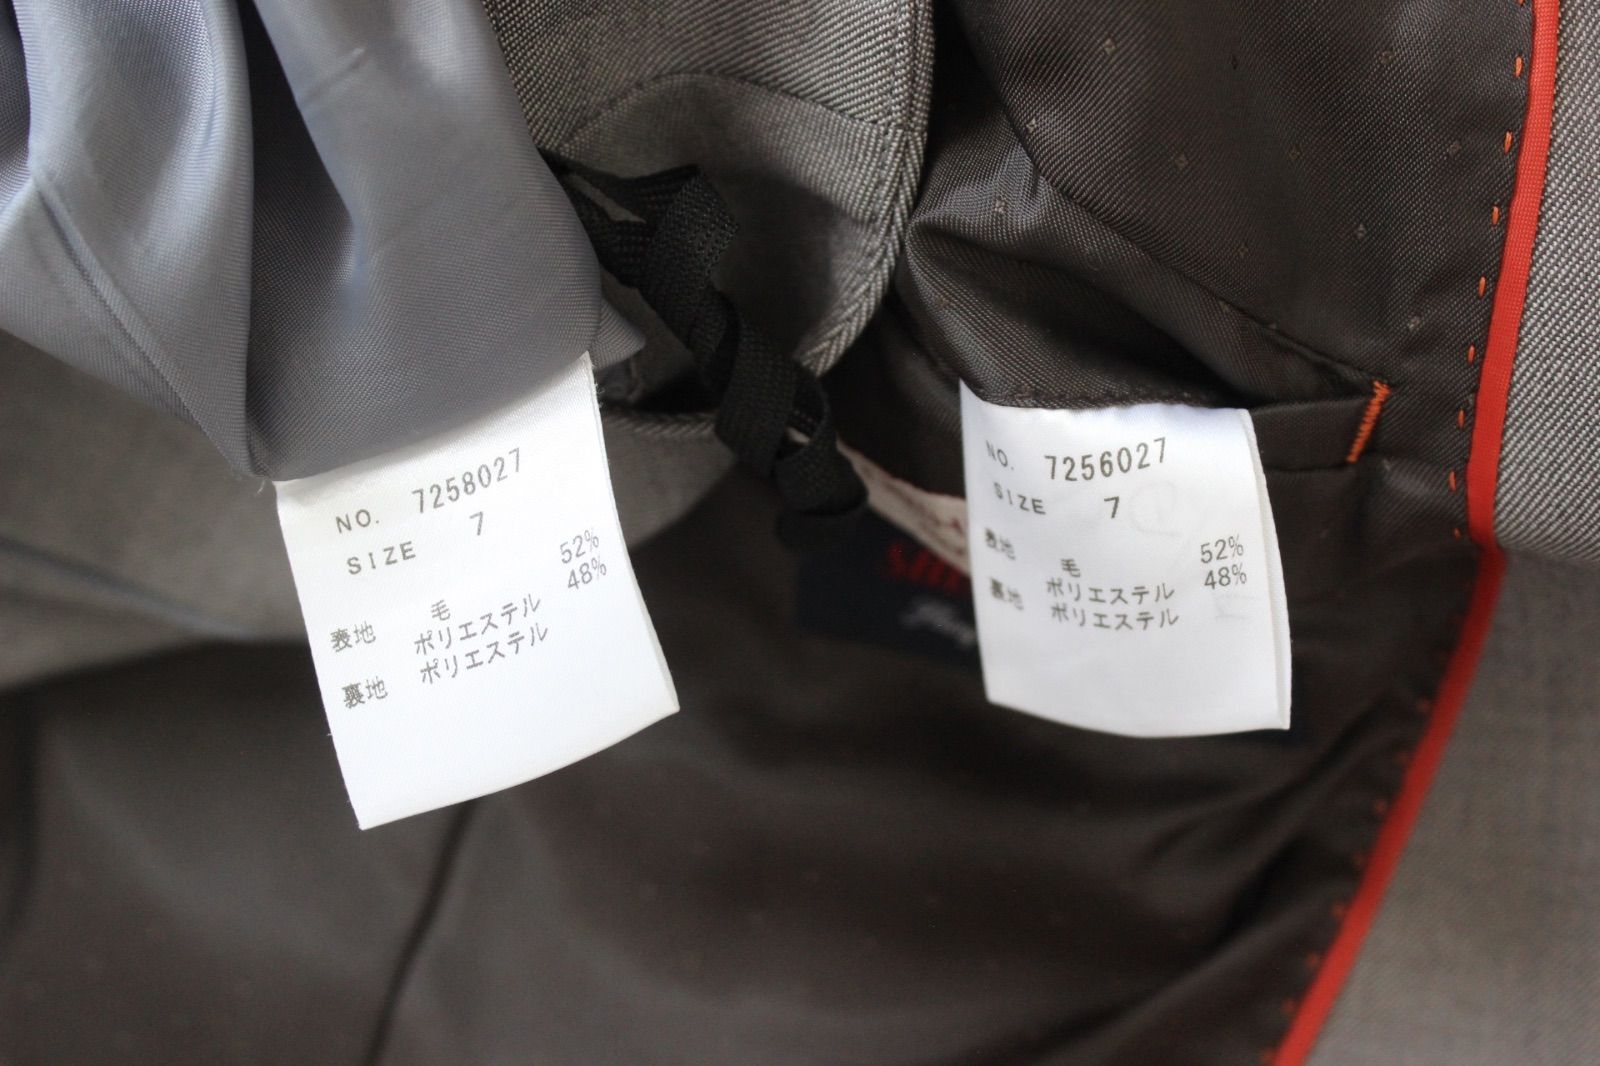 NO. 7258027
SIZE 7
表地 毛 52%
ポリエステル 48%
裏地 ポリエステル
NO. 7256027
SIZE 7
表地 毛 52%
ポリエステル 48%
裏地 ポリエステル